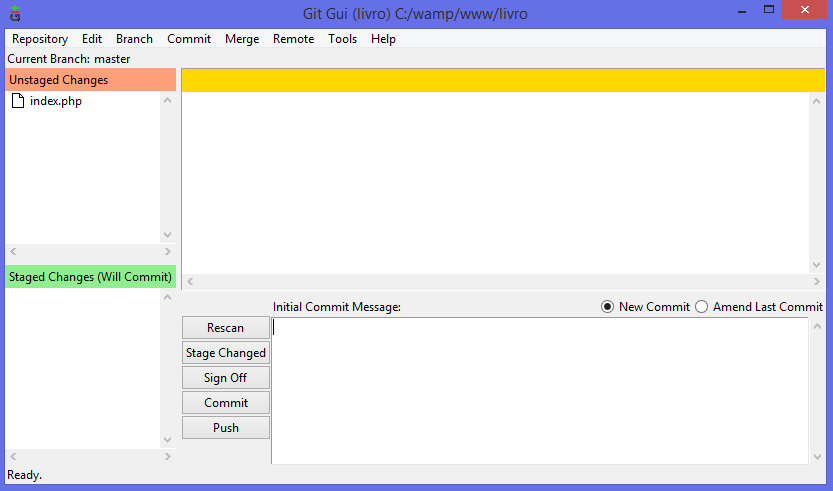 Git Gui (livro) C:/wamp/www/livro
Repository Edit Branch Commit Merge Remote Tools Help
Current Branch: master
Unstaged Changes
index.php
Staged Changes (Will Commit)
Initial Commit Message:
New Commit
Amend Last Commit
Rescan
Stage Changed
Sign Off
Commit
Push
Ready.